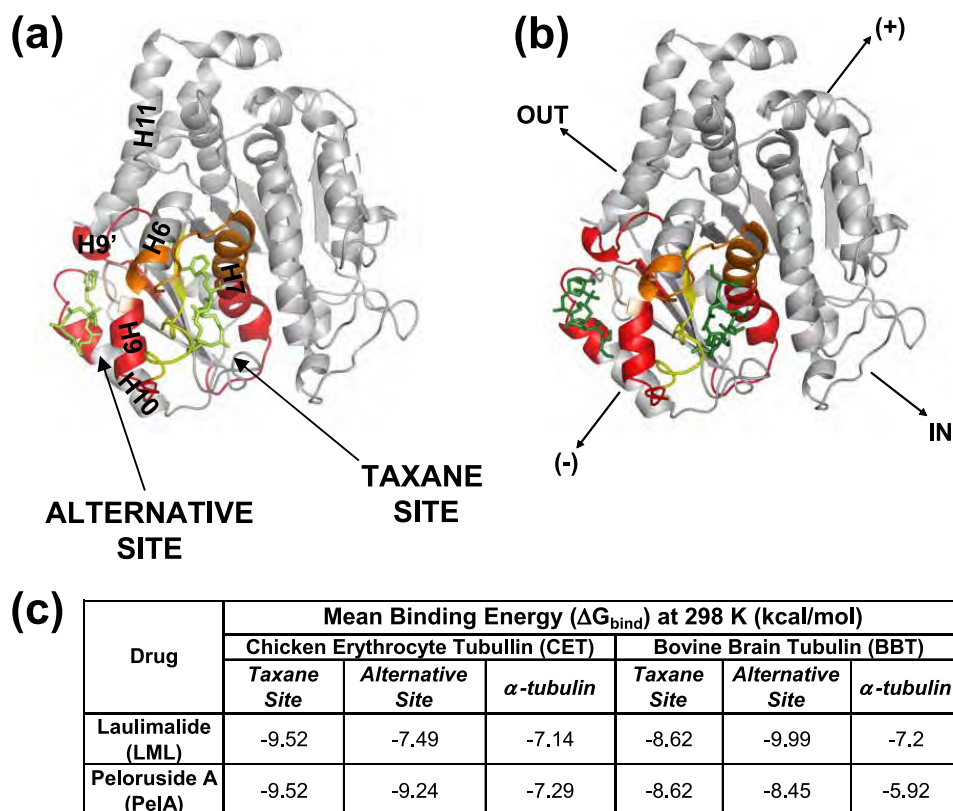 (a)
H11
H9'
H6
H7
H9
H10
ALTERNATIVE
SITE
TAXANE
SITE
(b)
(+)
OUT
IN
(-)
(c)
Drug
Mean Binding Energy (ΔGbind) at 298 K (kcal/mol)
Chicken Erythrocyte Tubullin (CET)
Bovine Brain Tubulin (BBT)
Taxane
Site
Alternative
Site
α-tubulin
Taxane
Site
Alternative
Site
α-tubulin
Laulimalide
(LML)
-9.52
-7.49
-7.14
-8.62
-9.99
-7.2
Peloruside A
(PelA)
-9.52
-9.24
-7.29
-8.62
-8.45
-5.92